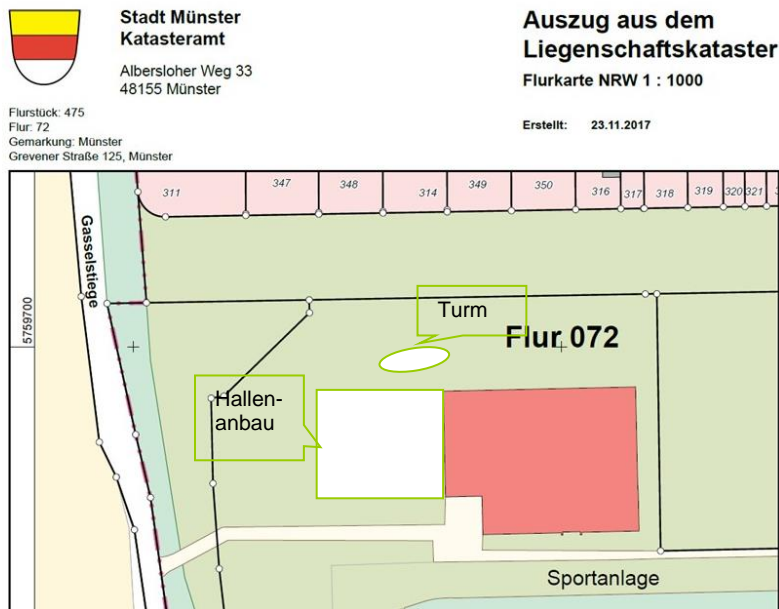 Stadt Münster
Katasteramt
Albersloher Weg 33
48155 Münster
Flurstück: 475
Flur: 72
Gemarkung: Münster
Grevener Straße 125, Münster
Auszug aus dem
Liegenschaftskataster
Flurkarte NRW 1 : 1000
Erstellt: 23.11.2017
311 347 348 314 349 350 316 317 318 319 320 321
Gasselstiege
5759700
Turm
Flur 072
Hallen-
anbau
Sportanlage